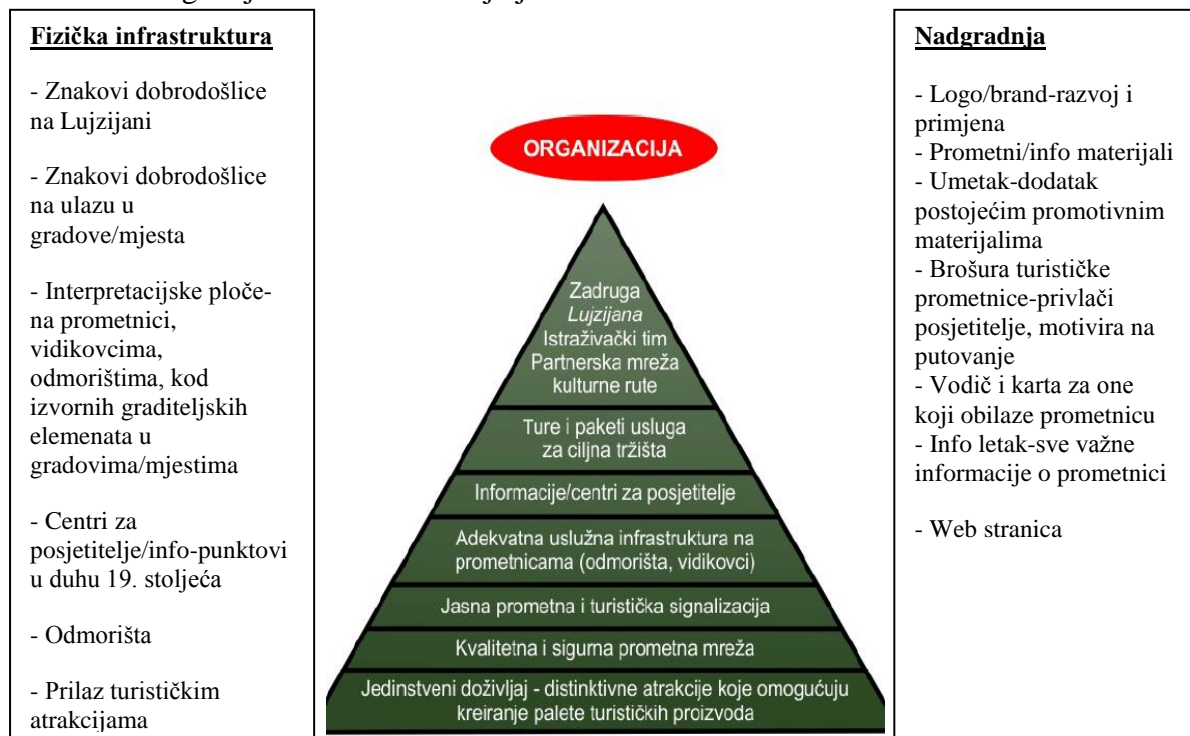 Fizička infrastruktura
- Znakovi dobrodošlice
na Lujzijani
- Znakovi dobrodošlice
na ulazu u
gradove/mjesta
- Interpretacijske ploče-
na prometnici,
vidikovcima,
odmorištima, kod
izvornih graditeljskih
elemenata u
gradovima/mjestima
- Centri za
posjetitelje/info-punktovi
u duhu 19. stoljeća
- Odmorišta
- Prilaz turističkim
atrakcijama
ORGANIZACIJA
Zadruga
Lujzijana
Istraživački tim
Partnerska mreža
kulturne rute
Ture i paketi usluga
za ciljna tržišta
Informacije/centri za posjetitelje
Adekvatna uslužna infrastruktura na
prometnicama (odmorišta, vidikovci)
Jasna prometna i turistička signalizacija
Kvalitetna i sigurna prometna mreža
Jedinstveni doživljaj - distinktivne atrakcije koje omogućuju
kreiranje palete turističkih proizvoda
Nadgradnja
- Logo/brand-razvoj i
primjena
- Prometni/info materijali
- Umetak-dodatak
postojećim promotivnim
materijalima
- Brošura turističke
prometnice-privlači
posjetitelje, motivira na
putovanje
- Vodič i karta za one
koji obilaze prometnicu
- Info letak-sve važne
informacije o prometnici
- Web stranica